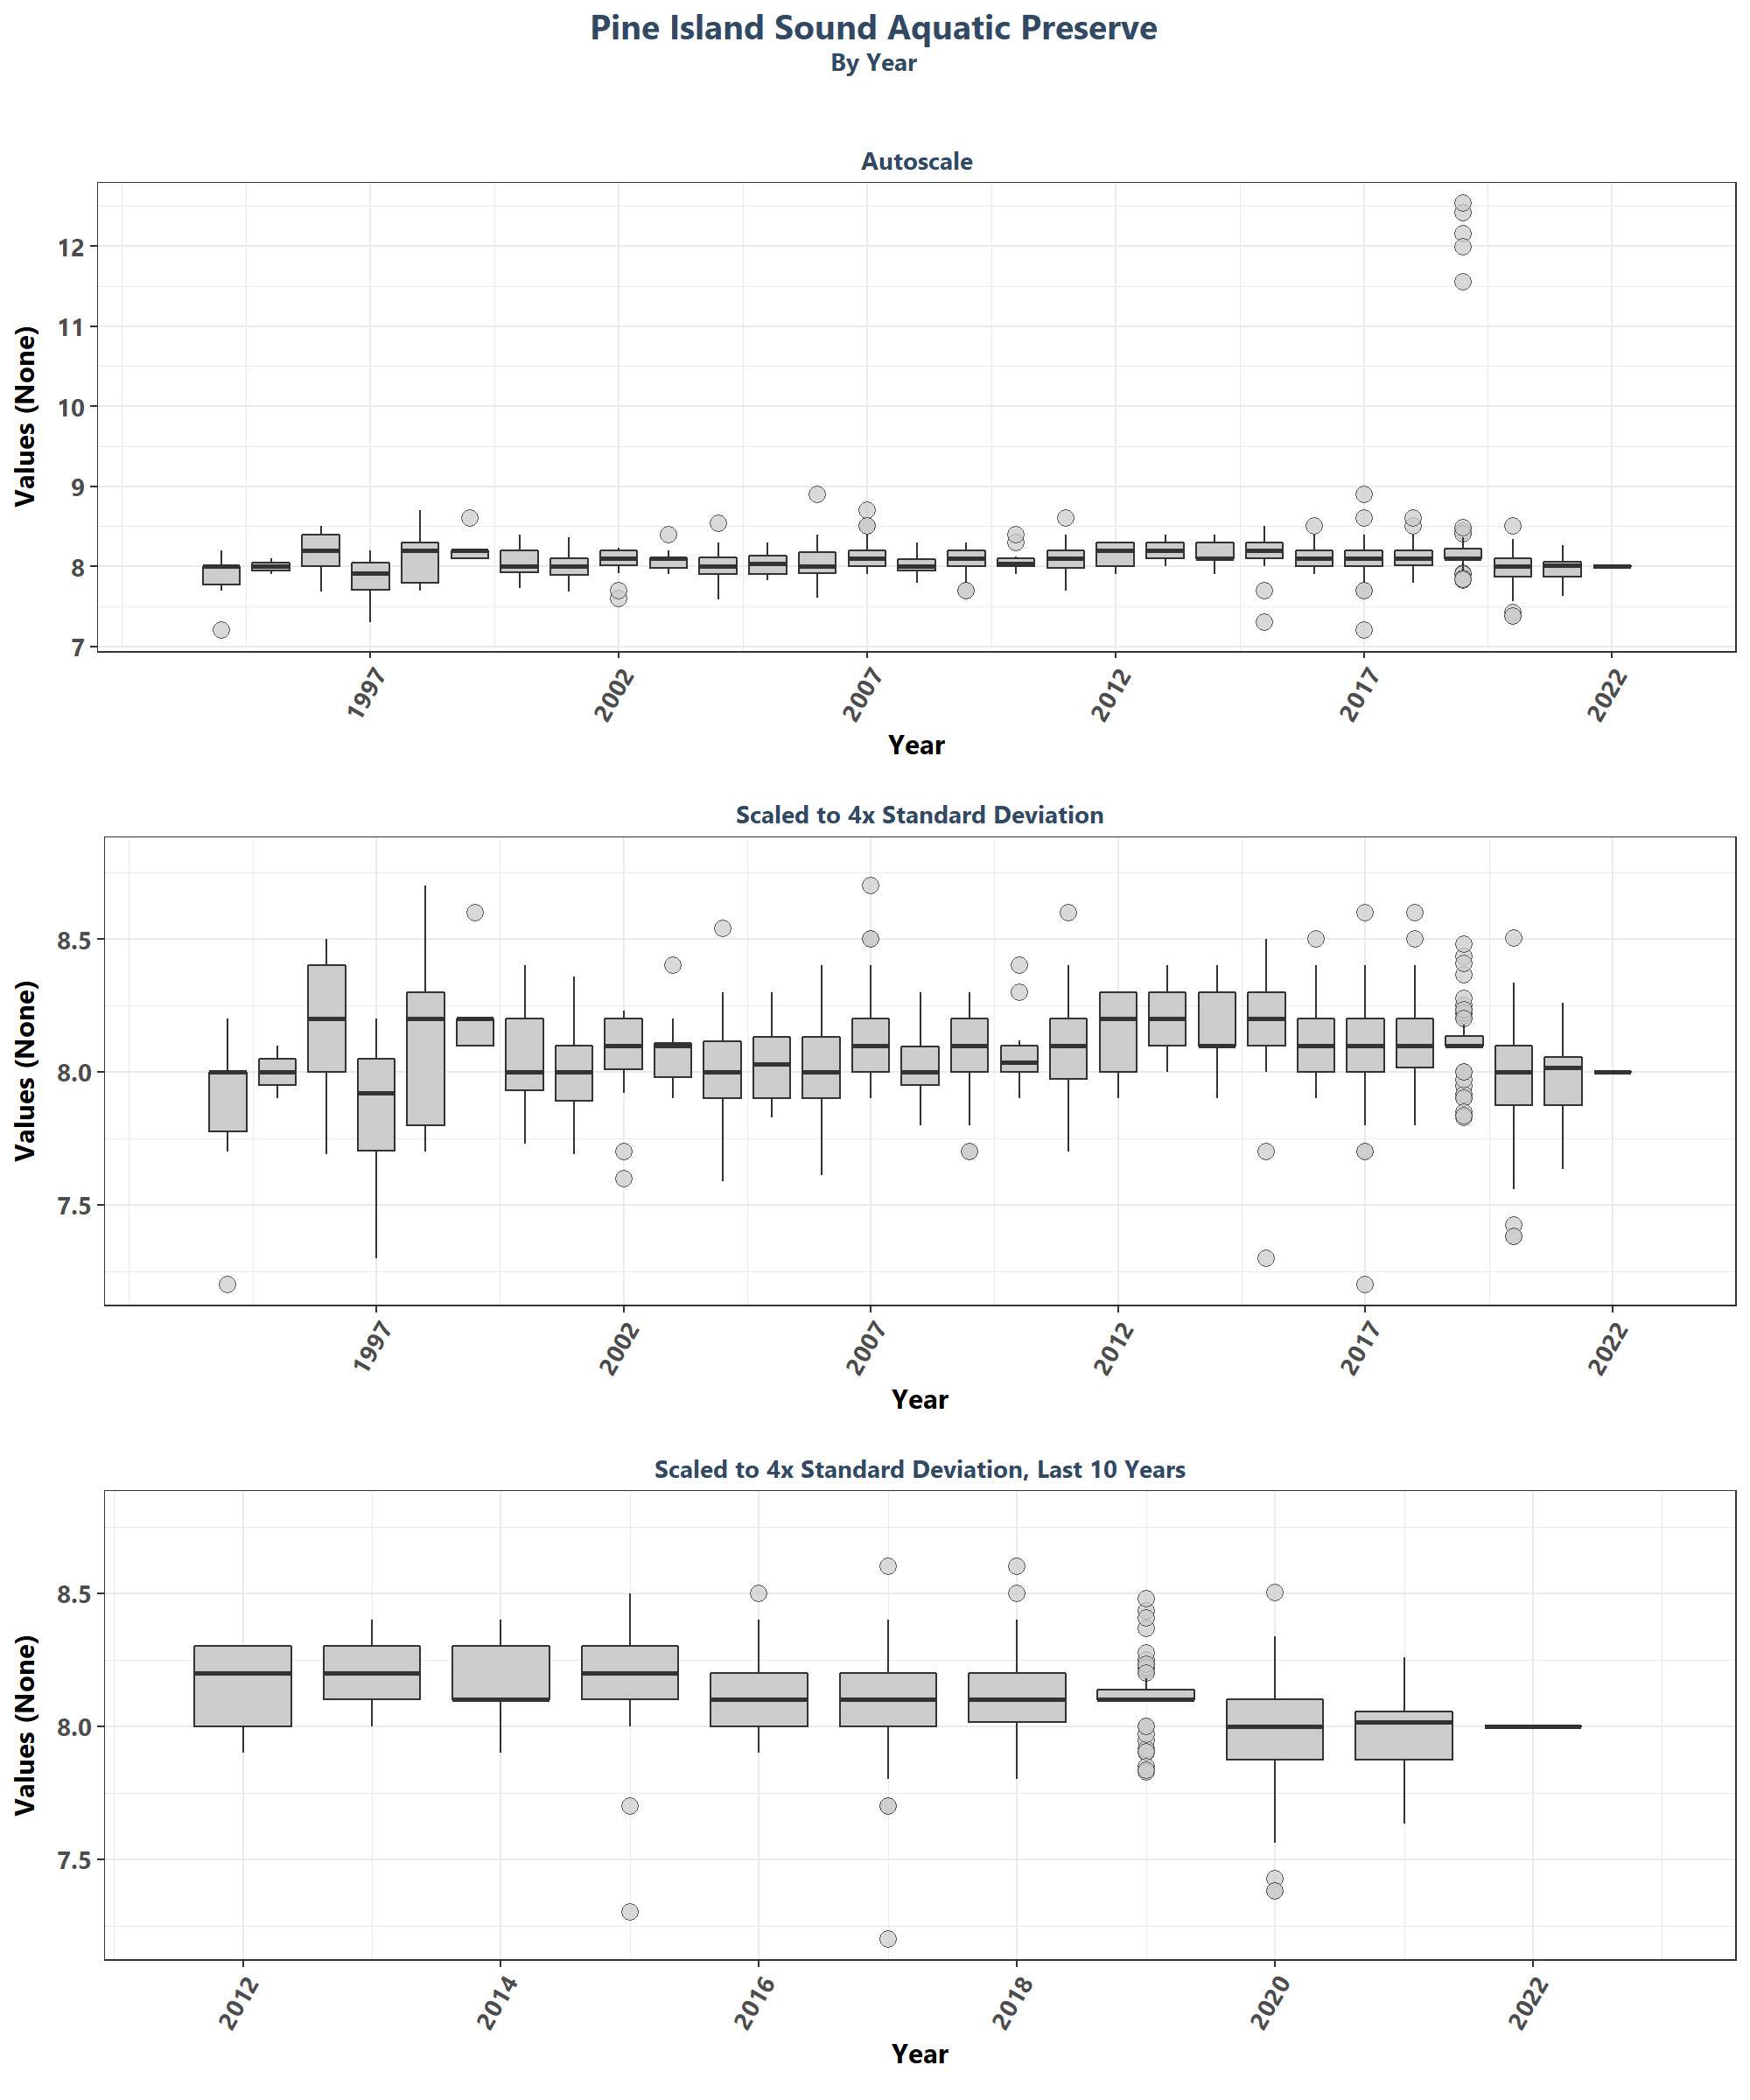 Pine Island Sound Aquatic Preserve
By Year
Autoscale
Values (None)
12
11
10
9
8
7
1997
2002
2007
2012
2017
2022
Year
Scaled to 4x Standard Deviation
Values (None)
8.5
8.0
7.5
1997
2002
2007
2012
2017
2022
Year
Scaled to 4x Standard Deviation, Last 10 Years
Values (None)
8.5
8.0
7.5
2012
2014
2016
2018
2020
2022
Year